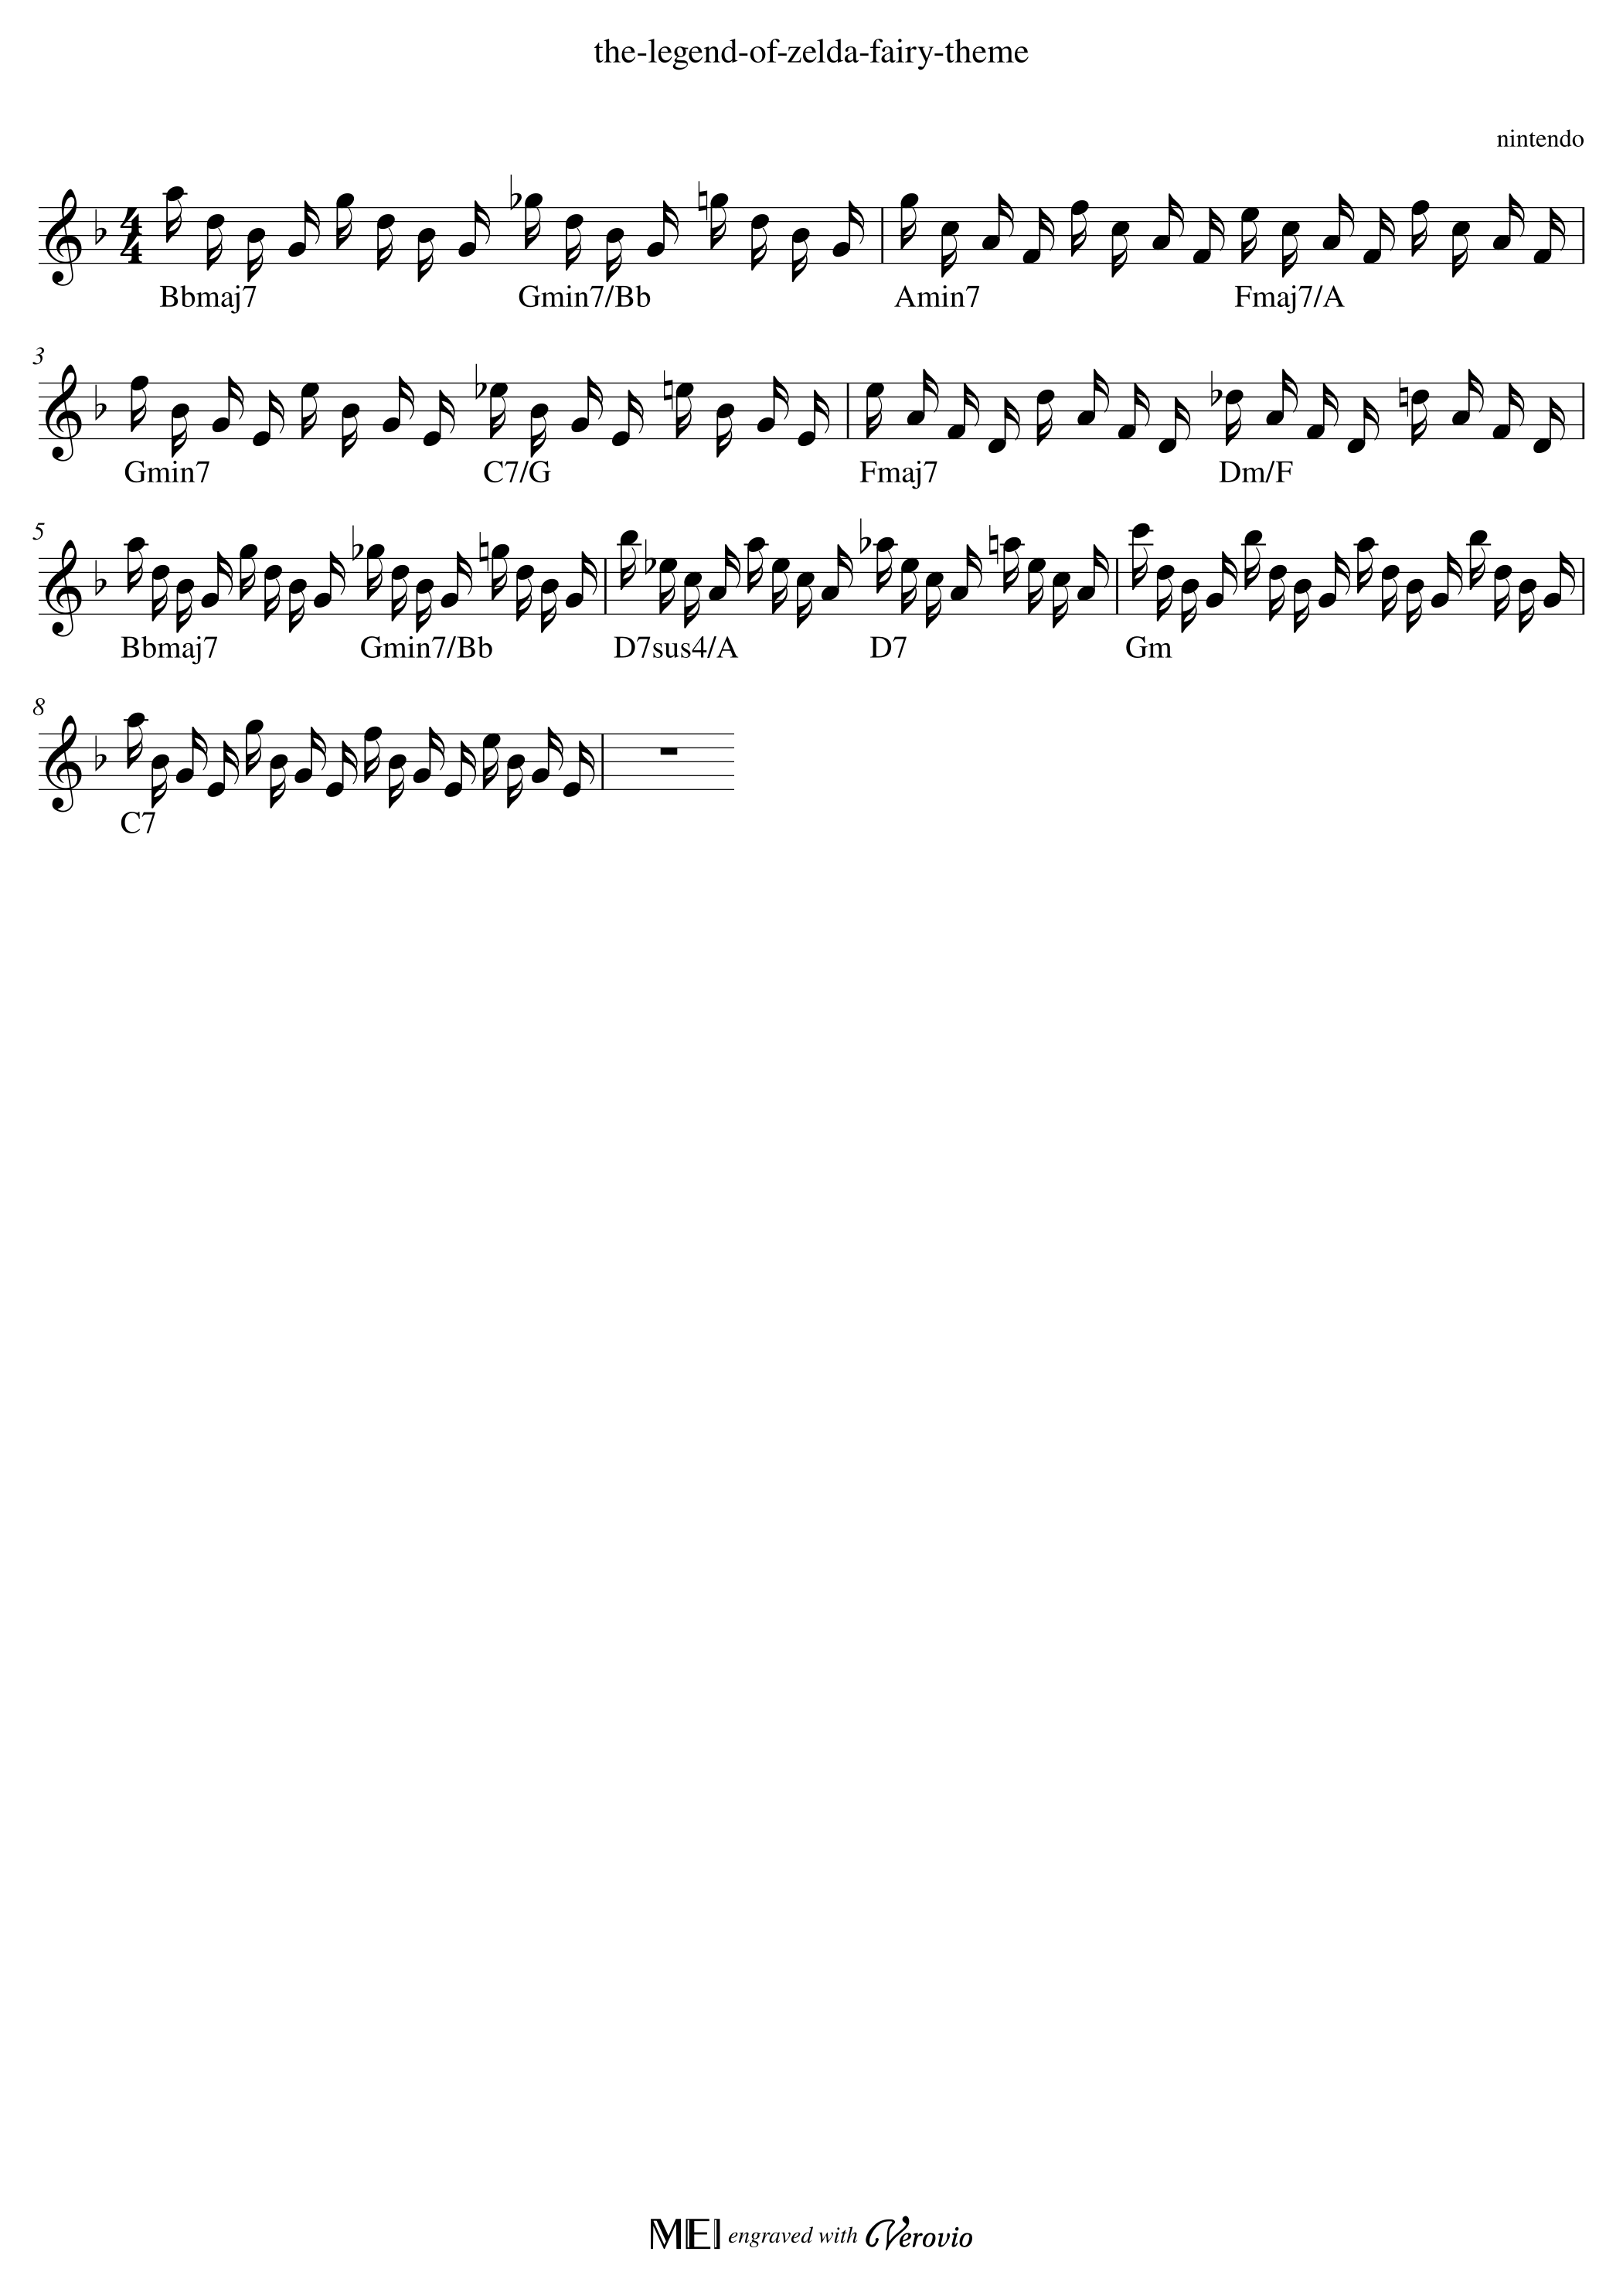 the-legend-of-zelda-fairy-theme
nintendo
4
4
Bbmaj7 Gmin7/Bb Amin7 Fmaj7/A
3
Gmin7 C7/G Fmaj7 Dm/F
5
Bbmaj7 Gmin7/Bb D7sus4/A D7 Gm
8
C7
MEI engraved with Verovio